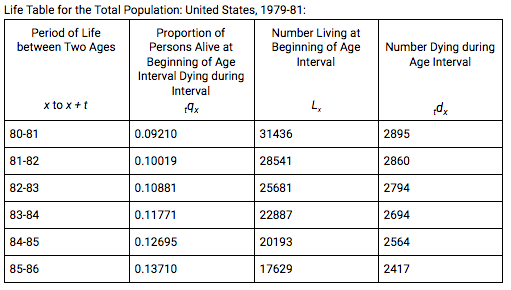 Life Table for the Total Population: United States, 1979-81:
Period of Life between Two Ages
x to x + t
Proportion of Persons Alive at Beginning of Age Interval Dying during Interval
tqx
Number Living at Beginning of Age Interval
Lx
Number Dying during Age Interval
tdx
80-81 0.09210 31436 2895
81-82 0.10019 28541 2860
82-83 0.10881 25681 2794
83-84 0.11771 22887 2694
84-85 0.12695 20193 2564
85-86 0.13710 17629 2417